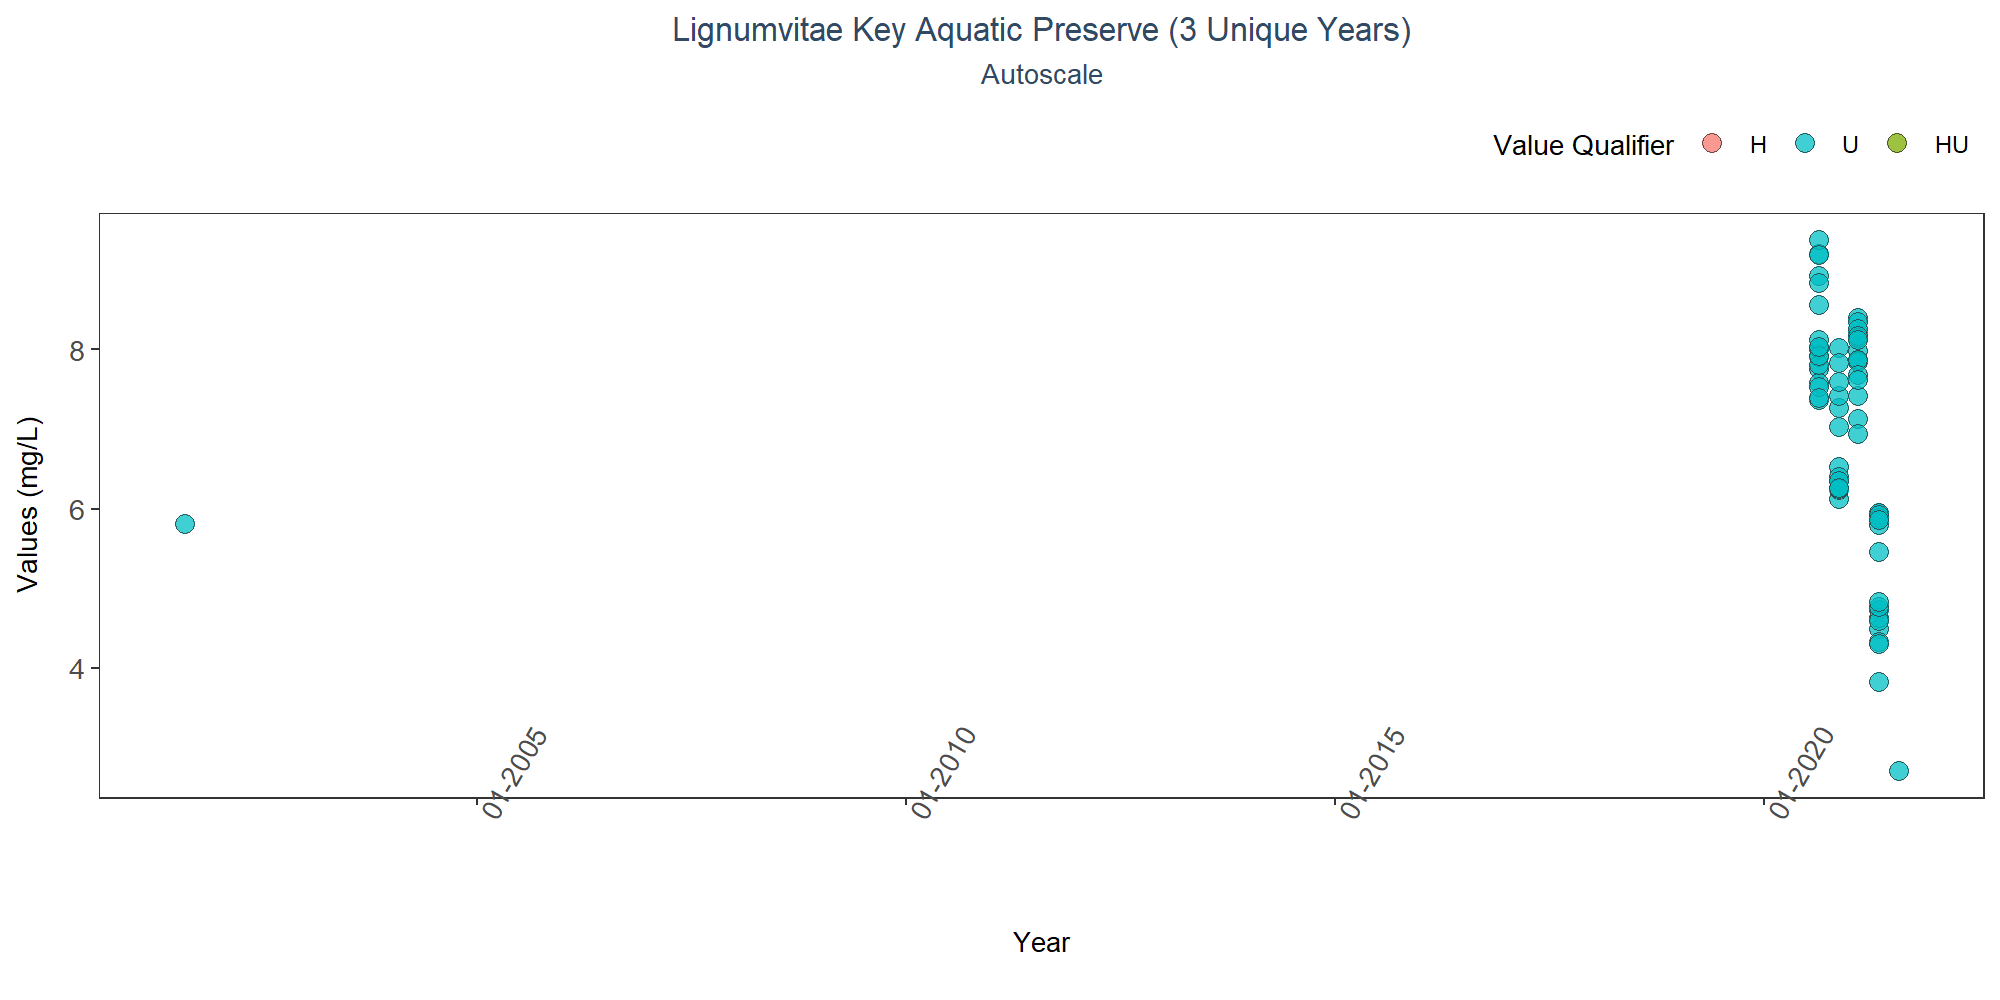 Lignumvitae Key Aquatic Preserve (3 Unique Years)
Autoscale
Value Qualifier H U HU
Values (mg/L)
8
6
4
01-2005 01-2010 01-2015 01-2020
Year